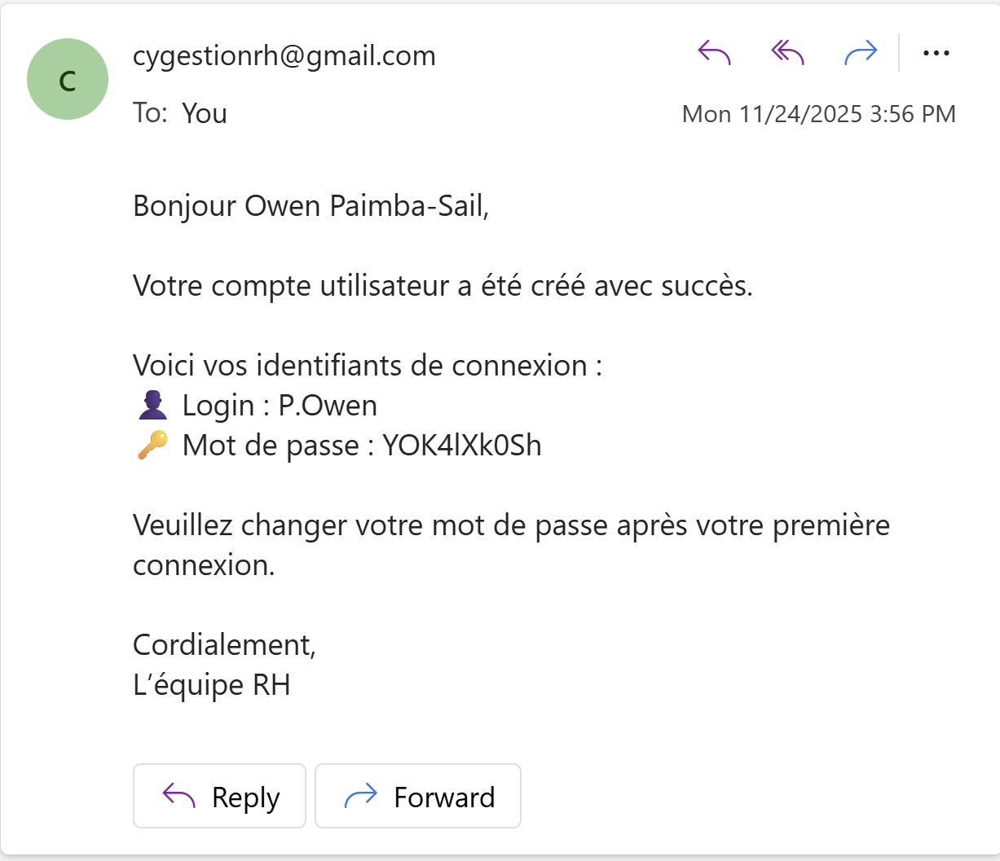 C
cygestionrh@gmail.com
To: You
Mon 11/24/2025 3:56 PM
Bonjour Owen Paimba-Sail,
Votre compte utilisateur a été créé avec succès.
Voici vos identifiants de connexion :
👤 Login : P.Owen
🔑 Mot de passe : YOK4lXk0Sh
Veuillez changer votre mot de passe après votre première
connexion.
Cordialement,
L’équipe RH
Reply
Forward